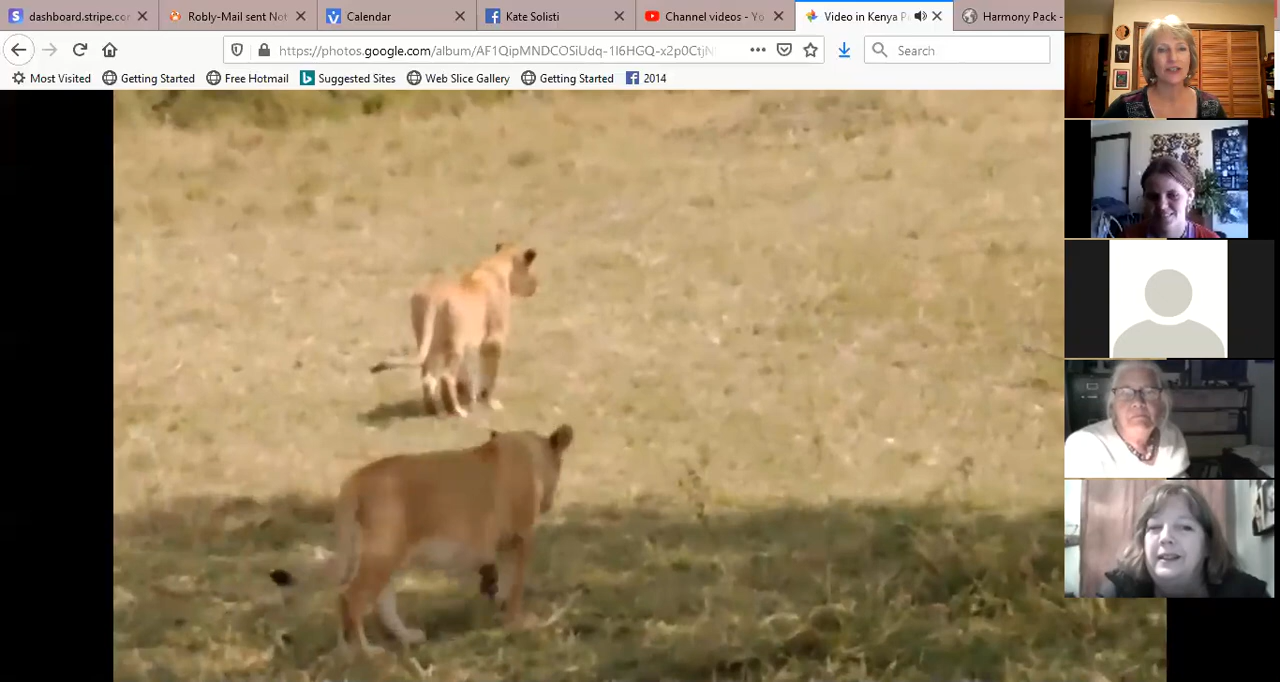 dashboard.stripe.cor
Robly-Mail sent Not
Calendar
Kate Solisti
Channel videos - Yo
Video in Kenya P
Harmony Pack -
https://photos.google.com/album/AF1QipMNDCOSiUdq-1I6HGQ-x2p0CtjN
Search
Most Visited
Getting Started
Free Hotmail
Suggested Sites
Web Slice Gallery
Getting Started
2014